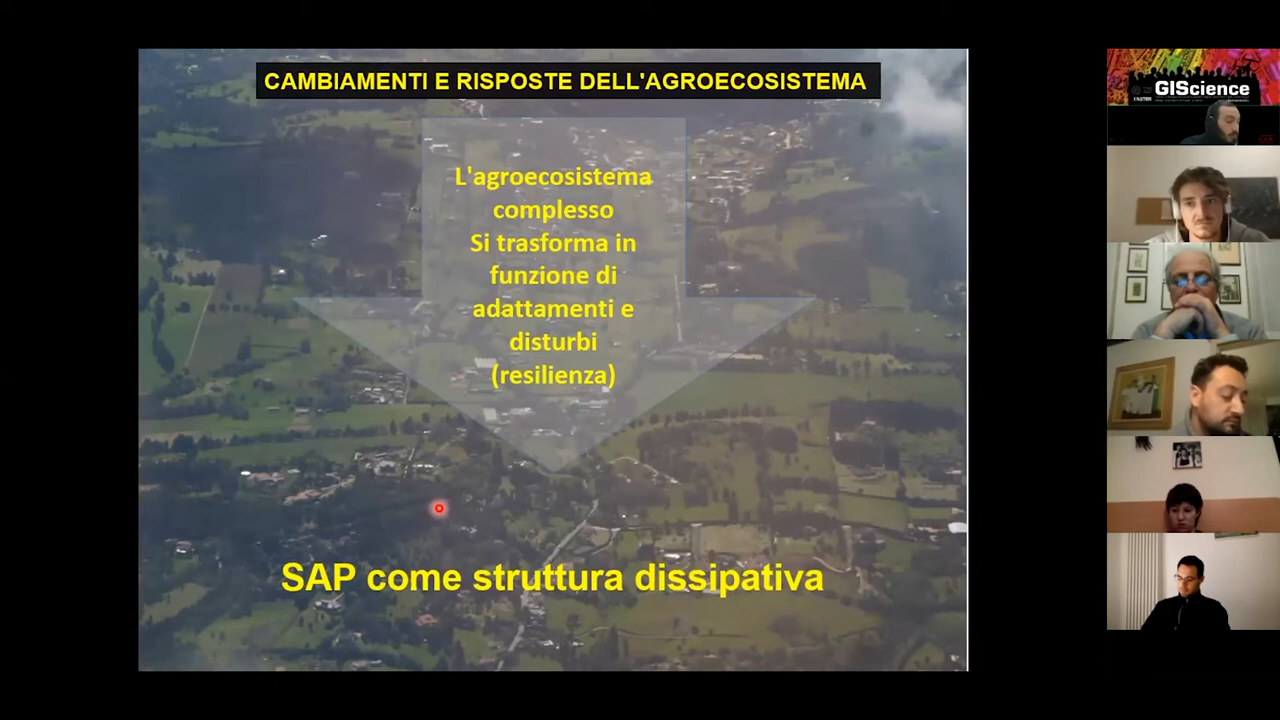 CAMBIAMENTI E RISPOSTE DELL'AGROECOSISTEMA
L'agroecosistema
complesso
Si trasforma in
funzione di
adattamenti e
disturbi
(resilienza)
SAP come struttura dissipativa
GIScience